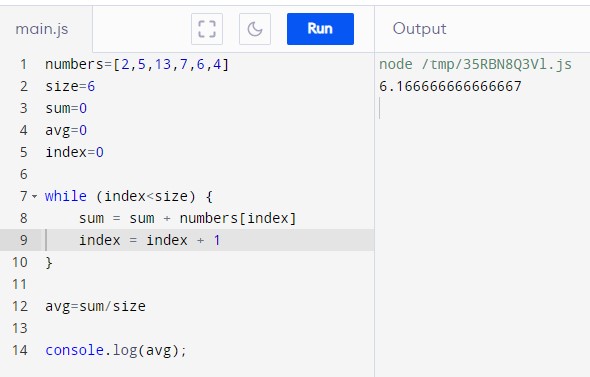 main.js
Run
Output
1 numbers=[2,5,13,7,6,4]
2 size=6
3 sum=0
4 avg=0
5 index=0
6
7 while (index<size) {
8     sum = sum + numbers[index]
9     index = index + 1
10 }
11
12 avg=sum/size
13
14 console.log(avg);
node /tmp/35RBN8Q3Vl.js
6.166666666666667